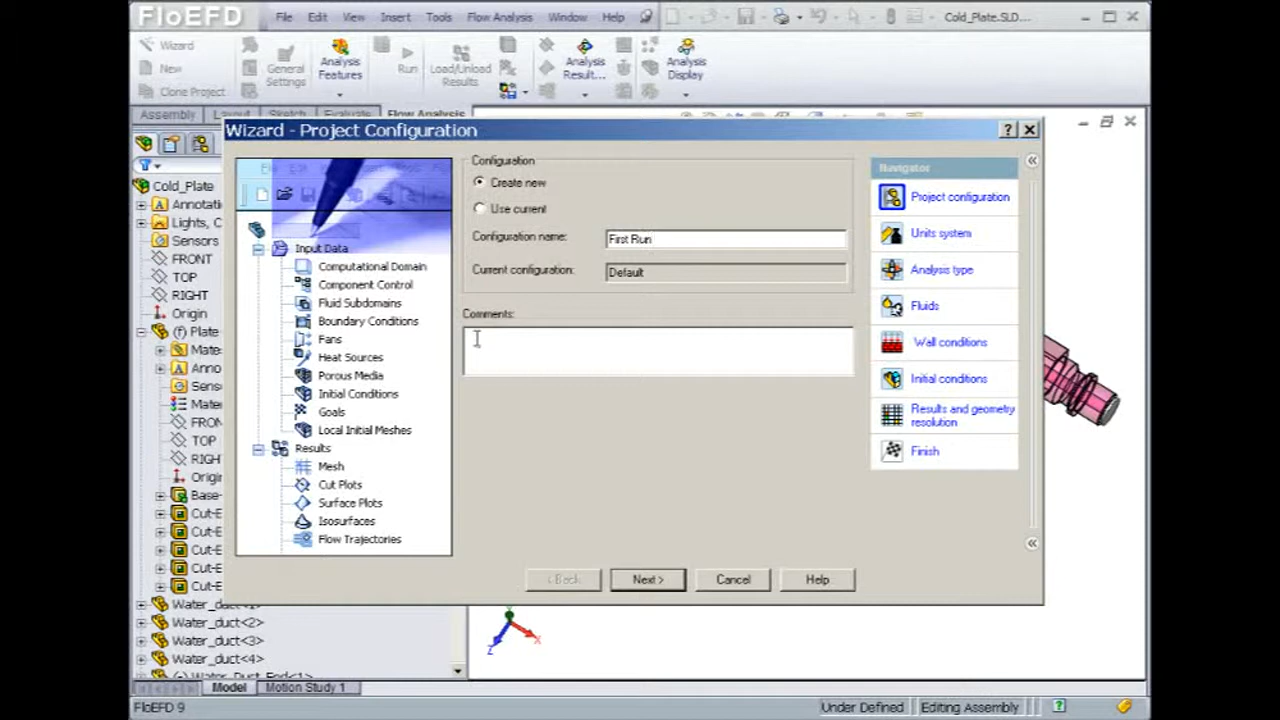 FloEFD
File Edit View Insert Tools Flow Analysis Window Help
Cold_Plate.SLD...
Wizard
New
Clone Project
General Settings
Analysis Features
Run
Load/Unload Results
Analysis Result...
Analysis Display
Assembly Layout Sketch Evaluate Flow Analysis
Wizard - Project Configuration
Cold_Plate
Annotati
Lights, C
Sensors
FRONT
TOP
RIGHT
Origin
(f) Plate
Mate
Anno
Sens
Mater
FRON
TOP
RIGH
Origi
Base-
Cut-E
Cut-E
Cut-E
Cut-E
Cut-E
Water_duct<1>
Water_duct<2>
Water_duct<3>
Water_duct<4>
(-) Water_Duct_End<1>
Input Data
Computational Domain
Component Control
Fluid Subdomains
Boundary Conditions
Fans
Heat Sources
Porous Media
Initial Conditions
Goals
Local Initial Meshes
Results
Mesh
Cut Plots
Surface Plots
Isosurfaces
Flow Trajectories
Configuration
Create new
Use current
Configuration name: First Run
Current configuration: Default
Comments:
< Back Next > Cancel Help
Navigator
Project configuration
Units system
Analysis type
Fluids
Wall conditions
Initial conditions
Results and geometry
resolution
Finish
Y
X
Z
Model Motion Study 1
FloEFD 9 Under Defined Editing Assembly